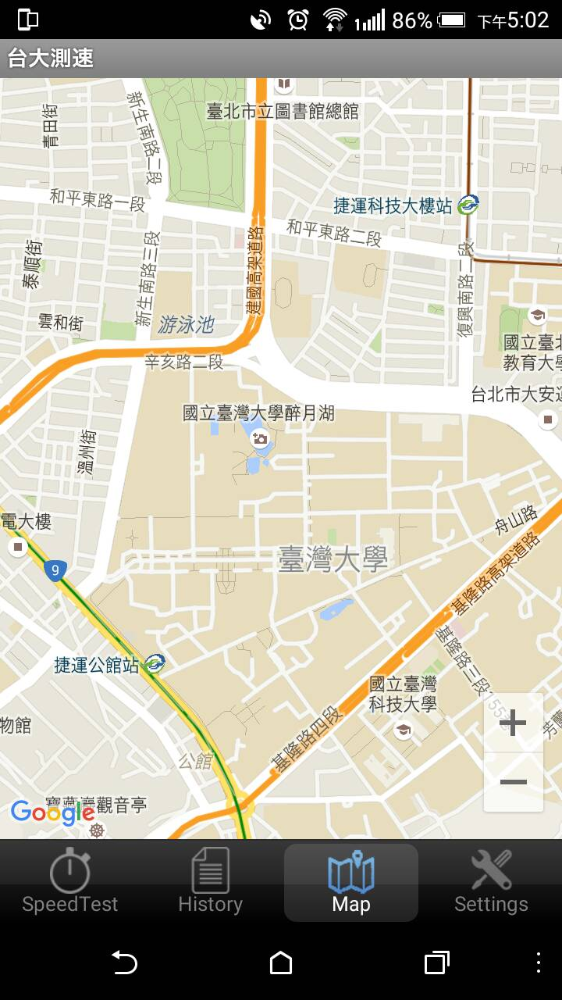 86%
下午5:02
台大測速
臺北市立圖書館總館
青田街
新生南路二段
和平東路一段
捷運科技大樓站
和平東路二段
建國高架道路
泰順街
新生南路三段
復興南路二段
雲和街
游泳池
國立臺北
教育大學
辛亥路二段
台北市大安運
國立臺灣大學醉月湖
溫州街
電大樓
舟山路
臺灣大學
9
基隆路高架道路
捷運公館站
基隆路三段155巷
國立臺灣
科技大學
物館
芳蘭
基隆路四段
公館
寶藏巖觀音亭
Google
+
−
SpeedTest
History
Map
Settings